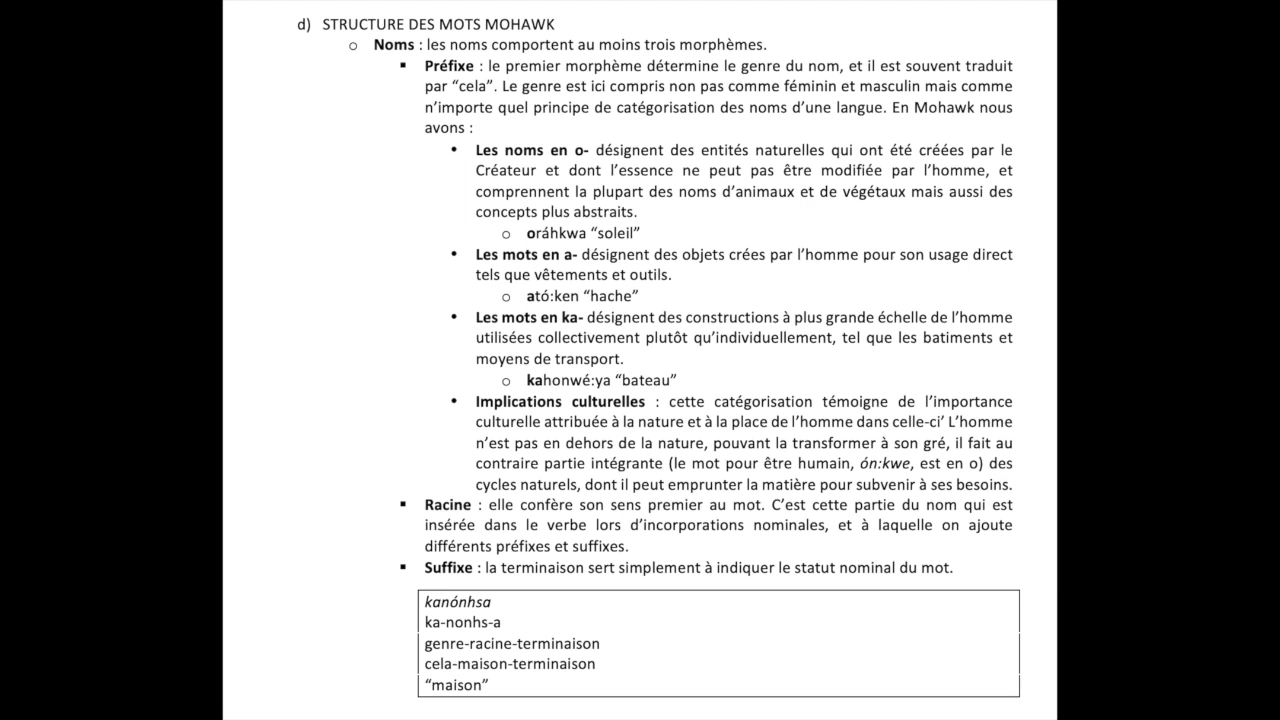 d) STRUCTURE DES MOTS MOHAWK
o Noms : les noms comportent au moins trois morphèmes.
▪ Préfixe : le premier morphème détermine le genre du nom, et il est souvent traduit
par “cela”. Le genre est ici compris non pas comme féminin et masculin mais comme
n’importe quel principe de catégorisation des noms d’une langue. En Mohawk nous
avons :
• Les noms en o- désignent des entités naturelles qui ont été créées par le
Créateur et dont l’essence ne peut pas être modifiée par l’homme, et
comprennent la plupart des noms d’animaux et de végétaux mais aussi des
concepts plus abstraits.
o oráhkwa “soleil”
• Les mots en a- désignent des objets crées par l’homme pour son usage direct
tels que vêtements et outils.
o ató:ken “hache”
• Les mots en ka- désignent des constructions à plus grande échelle de l’homme
utilisées collectivement plutôt qu’individuellement, tel que les batiments et
moyens de transport.
o kahonwé:ya “bateau”
• Implications culturelles : cette catégorisation témoigne de l’importance
culturelle attribuée à la nature et à la place de l’homme dans celle-ci’ L’homme
n’est pas en dehors de la nature, pouvant la transformer à son gré, il fait au
contraire partie intégrante (le mot pour être humain, ón:kwe, est en o) des
cycles naturels, dont il peut emprunter la matière pour subvenir à ses besoins.
▪ Racine : elle confère son sens premier au mot. C’est cette partie du nom qui est
insérée dans le verbe lors d’incorporations nominales, et à laquelle on ajoute
différents préfixes et suffixes.
▪ Suffixe : la terminaison sert simplement à indiquer le statut nominal du mot.
kanónhsa
ka-nonhs-a
genre-racine-terminaison
cela-maison-terminaison
“maison”